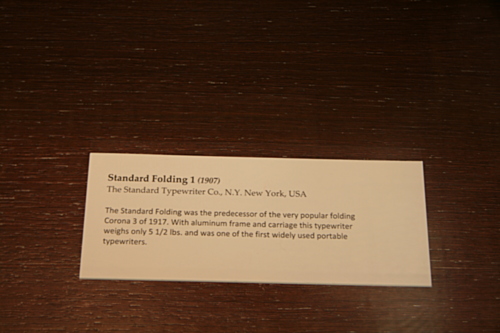 Standard Folding 1 (1907)
The Standard Typewriter Co., N.Y. New York, USA
The Standard Folding was the predecessor of the very popular folding
Corona 3 of 1917. With aluminum frame and carriage this typewriter
weighs only 5 1/2 lbs. and was one of the first widely used portable
typewriters.